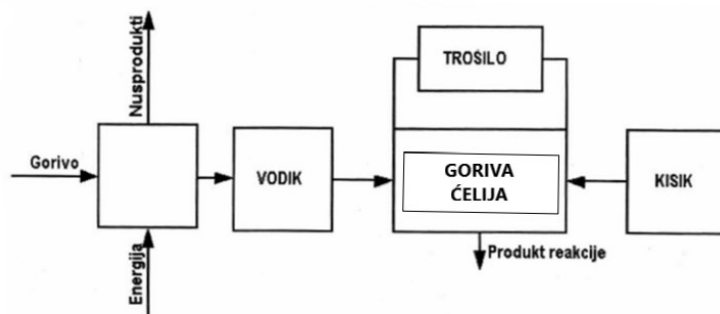 Nusprodukti
TROŠILO
Gorivo
VODIK
GORIVA
ĆELIJA
KISIK
Energija
Produkt reakcije